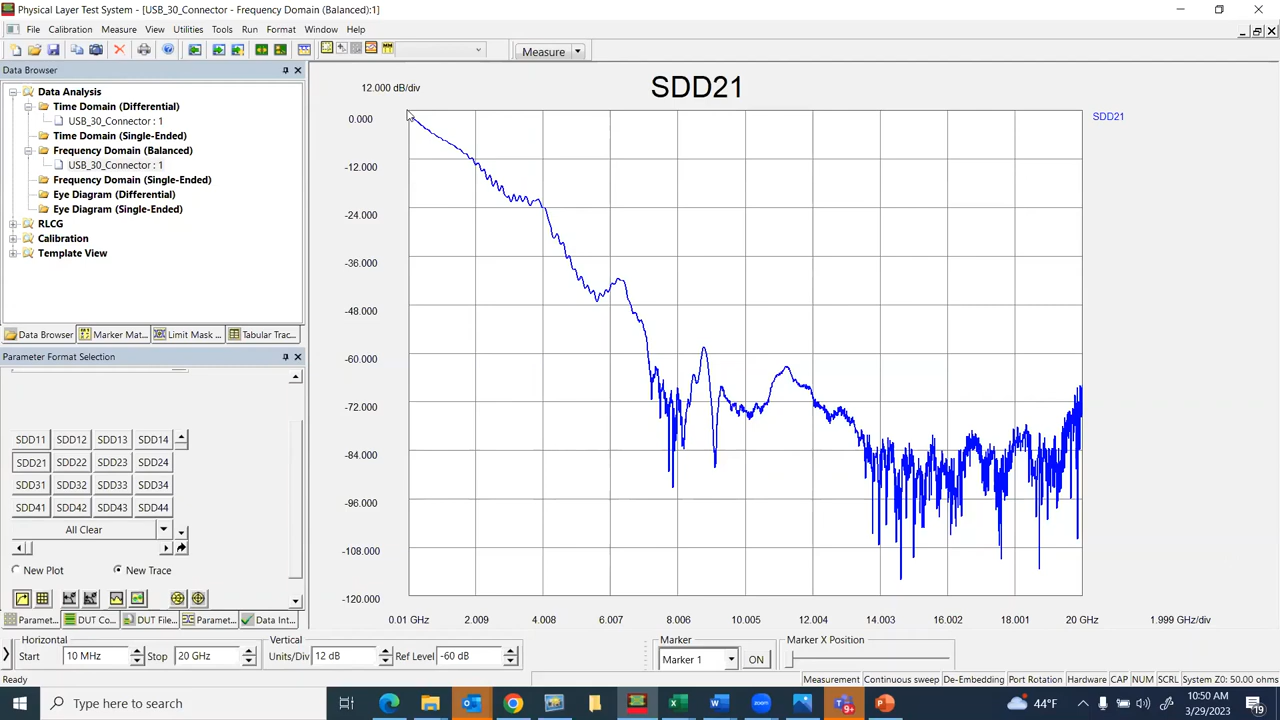 Physical Layer Test System - [USB_30_Connector - Frequency Domain (Balanced):1]
File Calibration Measure View Utilities Tools Run Format Window Help
Measure
Data Browser
Data Analysis
Time Domain (Differential)
USB_30_Connector : 1
Time Domain (Single-Ended)
Frequency Domain (Balanced)
USB_30_Connector : 1
Frequency Domain (Single-Ended)
Eye Diagram (Differential)
Eye Diagram (Single-Ended)
RLCG
Calibration
Template View
Data Browser Marker Mat... Limit Mask ... Tabular Trac...
Parameter Format Selection
SDD11 SDD12 SDD13 SDD14
SDD21 SDD22 SDD23 SDD24
SDD31 SDD32 SDD33 SDD34
SDD41 SDD42 SDD43 SDD44
All Clear
New Plot New Trace
Paramet... DUT Co... DUT File... Paramet... Data Int...
12.000 dB/div
SDD21
SDD21
0.000
-12.000
-24.000
-36.000
-48.000
-60.000
-72.000
-84.000
-96.000
-108.000
-120.000
0.01 GHz 2.009 4.008 6.007 8.006 10.005 12.004 14.003 16.002 18.001 20 GHz 1.999 GHz/div
Horizontal
Start 10 MHz Stop 20 GHz
Vertical
Units/Div 12 dB Ref Level -60 dB
Marker
Marker 1 ON
Marker X Position
Ready
Measurement Continuous sweep De-Embedding Port Rotation Hardware CAP NUM SCRL System Z0: 50.00 ohms
Type here to search
9+
44°F
10:50 AM
3/29/2023
19